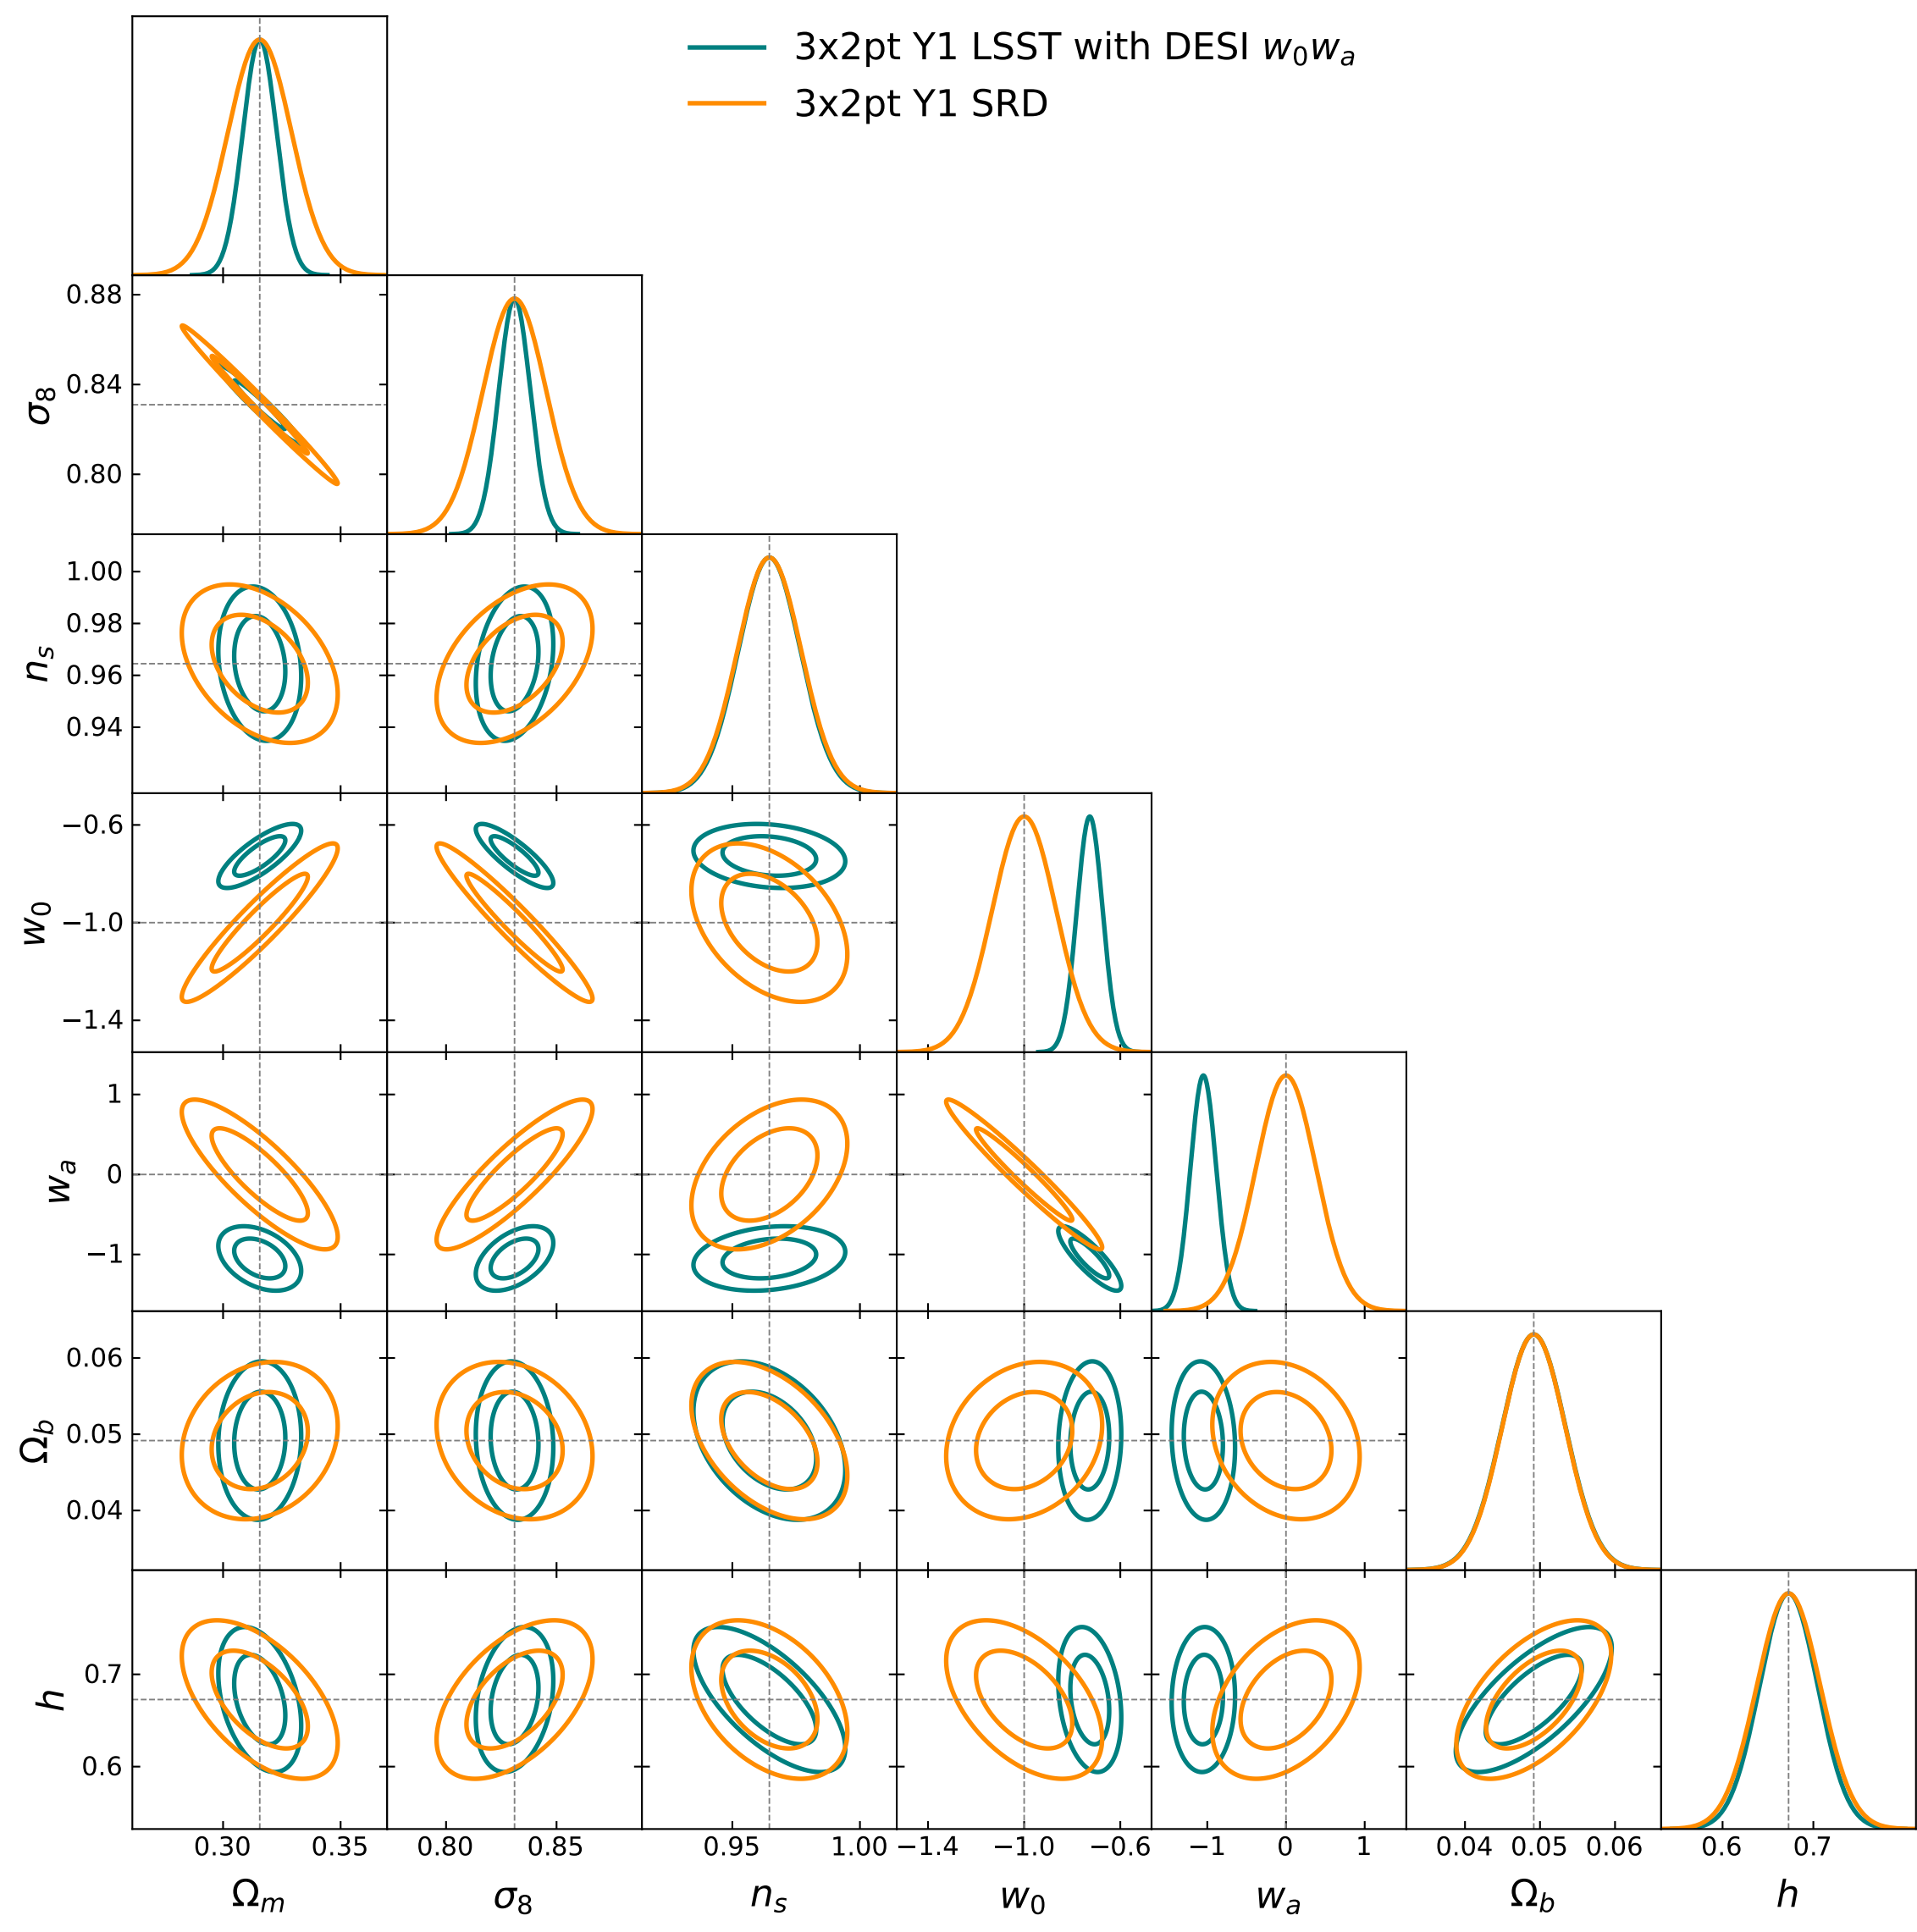 3x2pt Y1 LSST with DESI w₀wₐ
3x2pt Y1 SRD
0.88
0.84
0.80
σ₈
1.00
0.98
0.96
0.94
nₛ
−0.6
−1.0
−1.4
w₀
1
0
−1
wₐ
0.06
0.05
0.04
Ω_b
0.7
0.6
h
0.30 0.35 0.80 0.85 0.95 1.00 −1.4 −1.0 −0.6 −1 0 1 0.04 0.05 0.06 0.6 0.7
Ωₘ σ₈ nₛ w₀ wₐ Ω_b h